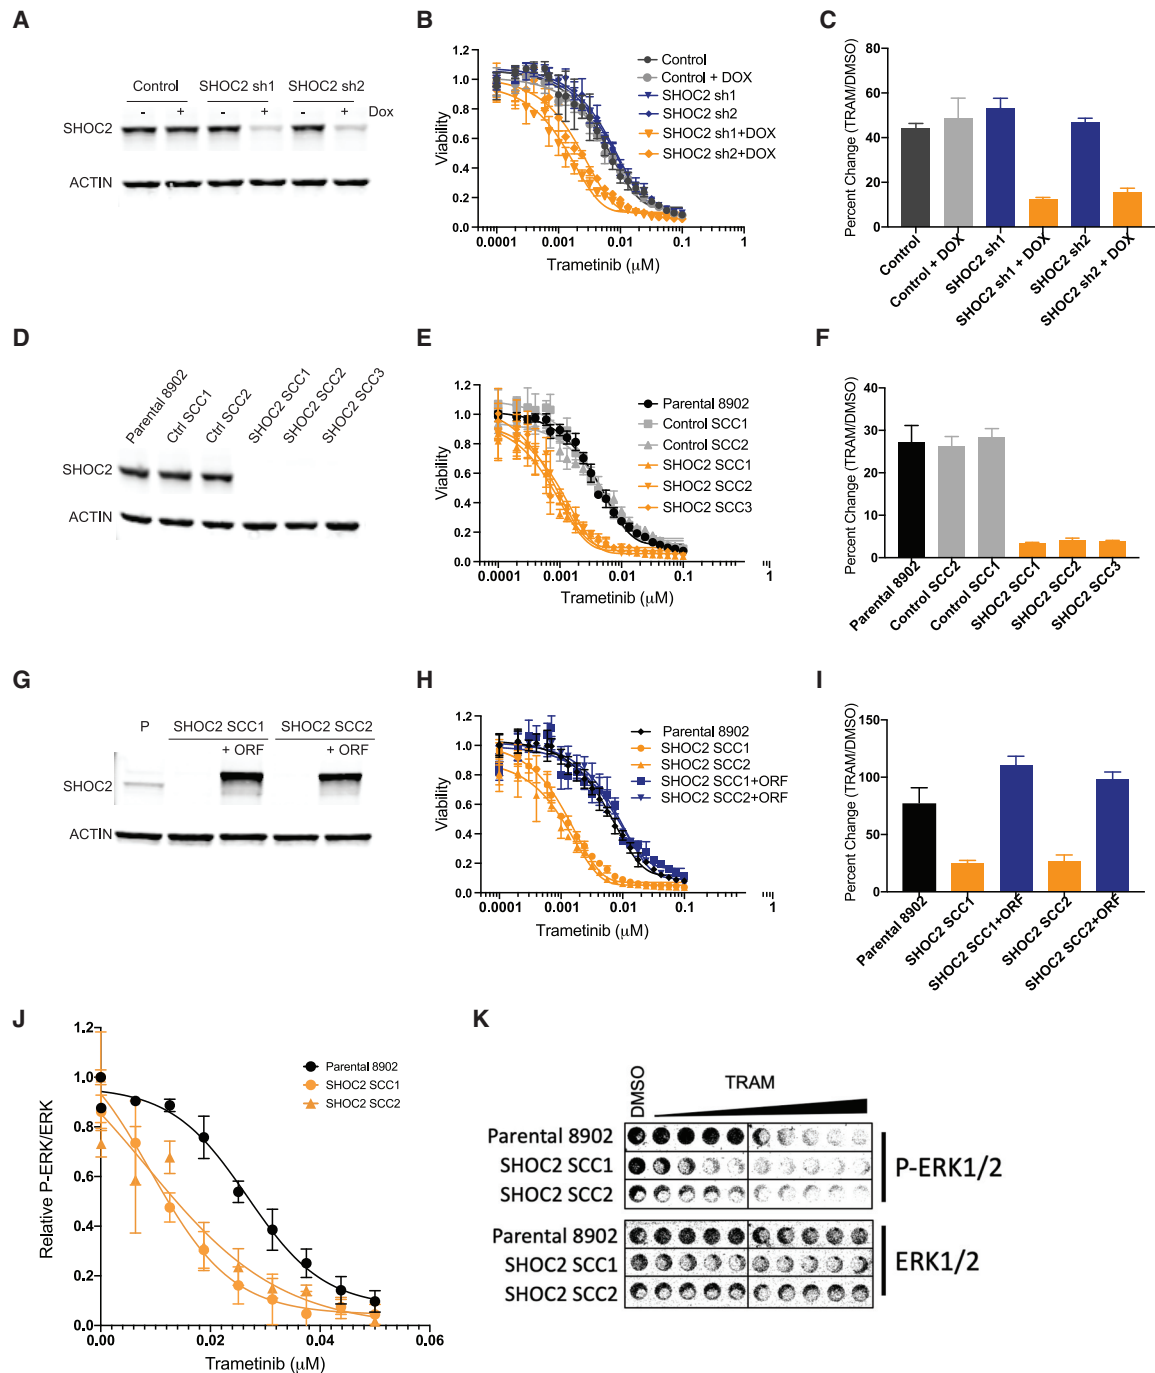 A
Control SHOC2 sh1 SHOC2 sh2
- + - + - + Dox
SHOC2
ACTIN
B
1.2
1.0
0.8
0.6
0.4
0.2
0.0
Viability
0.0001 0.001 0.01 0.1 1
Trametinib (μM)
Control
Control + DOX
SHOC2 sh1
SHOC2 sh2
SHOC2 sh1+DOX
SHOC2 sh2+DOX
C
80
60
40
20
0
Percent Change (TRAM/DMSO)
Control
Control + DOX
SHOC2 sh1
SHOC2 sh1 + DOX
SHOC2 sh2
SHOC2 sh2 + DOX
D
Parental 8902
Ctrl SCC1
Ctrl SCC2
SHOC2 SCC1
SHOC2 SCC2
SHOC2 SCC3
SHOC2
ACTIN
E
1.2
1.0
0.8
0.6
0.4
0.2
0.0
Viability
0.0001 0.001 0.01 0.1 1
Trametinib (μM)
Parental 8902
Control SCC1
Control SCC2
SHOC2 SCC1
SHOC2 SCC2
SHOC2 SCC3
F
40
30
20
10
0
Percent Change (TRAM/DMSO)
Parental 8902
Control SCC2
Control SCC1
SHOC2 SCC1
SHOC2 SCC2
SHOC2 SCC3
G
P SHOC2 SCC1 SHOC2 SCC2
+ ORF + ORF
SHOC2
ACTIN
H
1.2
1.0
0.8
0.6
0.4
0.2
0.0
Viability
0.0001 0.001 0.01 0.1 1
Trametinib (μM)
Parental 8902
SHOC2 SCC1
SHOC2 SCC2
SHOC2 SCC1+ORF
SHOC2 SCC2+ORF
I
150
100
50
0
Percent Change (TRAM/DMSO)
Parental 8902
SHOC2 SCC1
SHOC2 SCC1+ORF
SHOC2 SCC2
SHOC2 SCC2+ORF
J
1.2
1.0
0.8
0.6
0.4
0.2
0.0
Relative P-ERK/ERK
0.00 0.02 0.04 0.06
Trametinib (μM)
Parental 8902
SHOC2 SCC1
SHOC2 SCC2
K
DMSO
TRAM
Parental 8902
SHOC2 SCC1
SHOC2 SCC2
P-ERK1/2
Parental 8902
SHOC2 SCC1
SHOC2 SCC2
ERK1/2